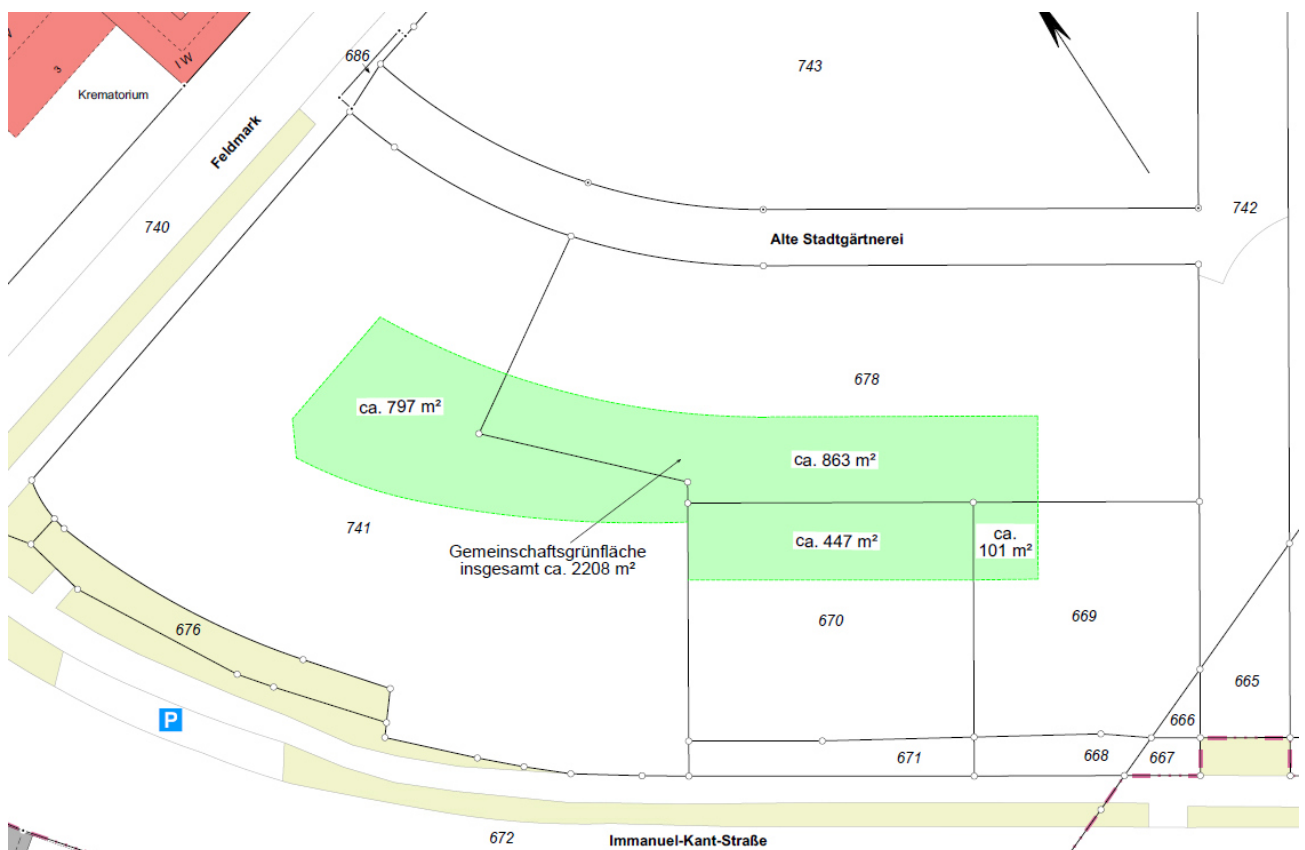 686
743
I W
3
Krematorium
Feldmark
742
740
Alte Stadtgärtnerei
678
ca. 797 m²
ca. 863 m²
741
ca. 447 m²
ca.
101 m²
Gemeinschaftsgrünfläche
insgesamt ca. 2208 m²
676
670
669
665
P
666
671
668
667
672
Immanuel-Kant-Straße